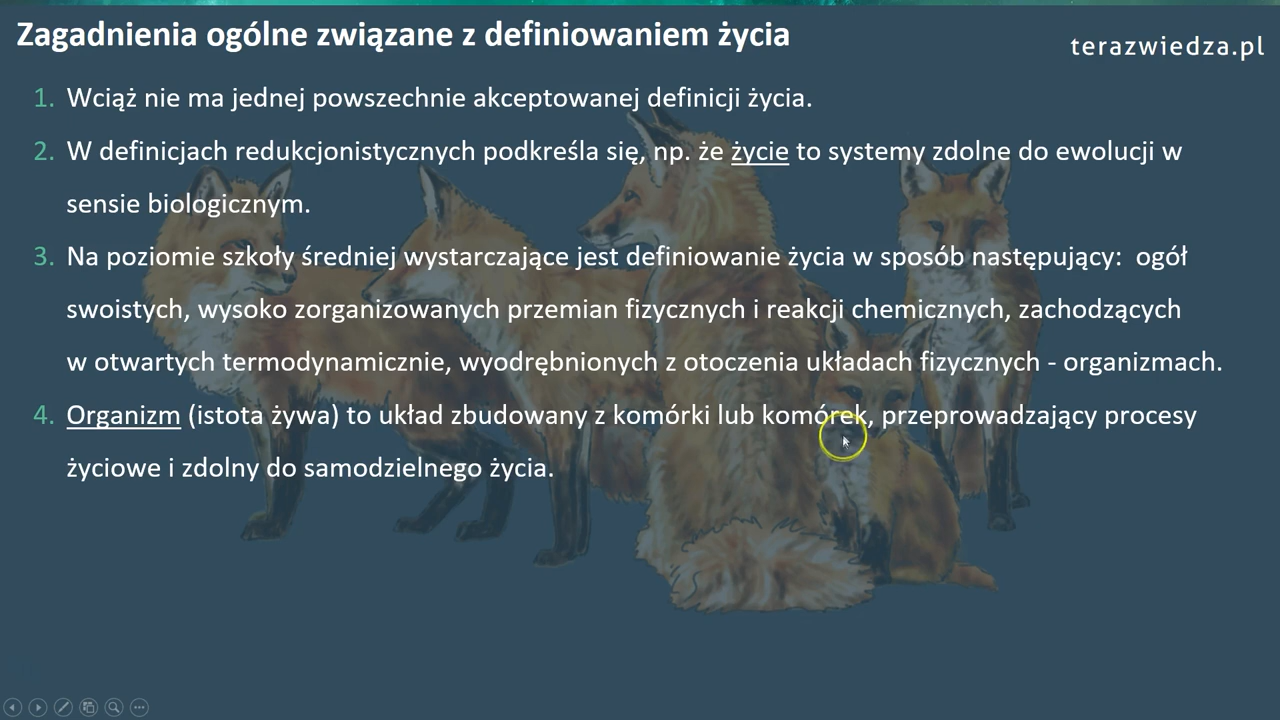 Zagadnienia ogólne związane z definiowaniem życia
terazwiedza.pl
1. Wciąż nie ma jednej powszechnie akceptowanej definicji życia.
2. W definicjach redukcjonistycznych podkreśla się, np. że życie to systemy zdolne do ewolucji w
sensie biologicznym.
3. Na poziomie szkoły średniej wystarczające jest definiowanie życia w sposób następujący: ogół
swoistych, wysoko zorganizowanych przemian fizycznych i reakcji chemicznych, zachodzących
w otwartych termodynamicznie, wyodrębnionych z otoczenia układach fizycznych - organizmach.
4. Organizm (istota żywa) to układ zbudowany z komórki lub komórek, przeprowadzający procesy
życiowe i zdolny do samodzielnego życia.